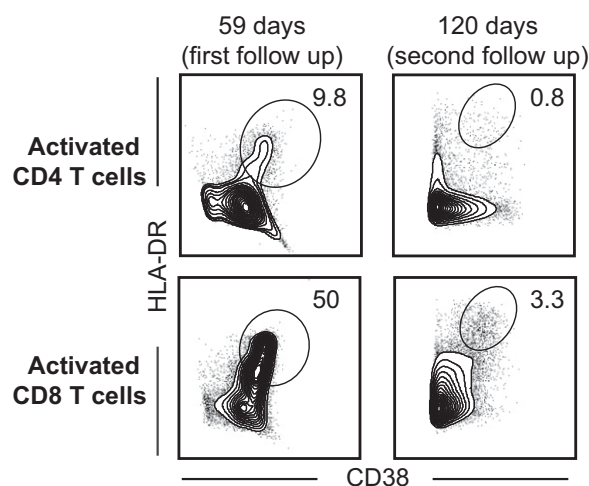 59 days
(first follow up)
120 days
(second follow up)
Activated
CD4 T cells
9.8
0.8
HLA-DR
Activated
CD8 T cells
50
3.3
CD38